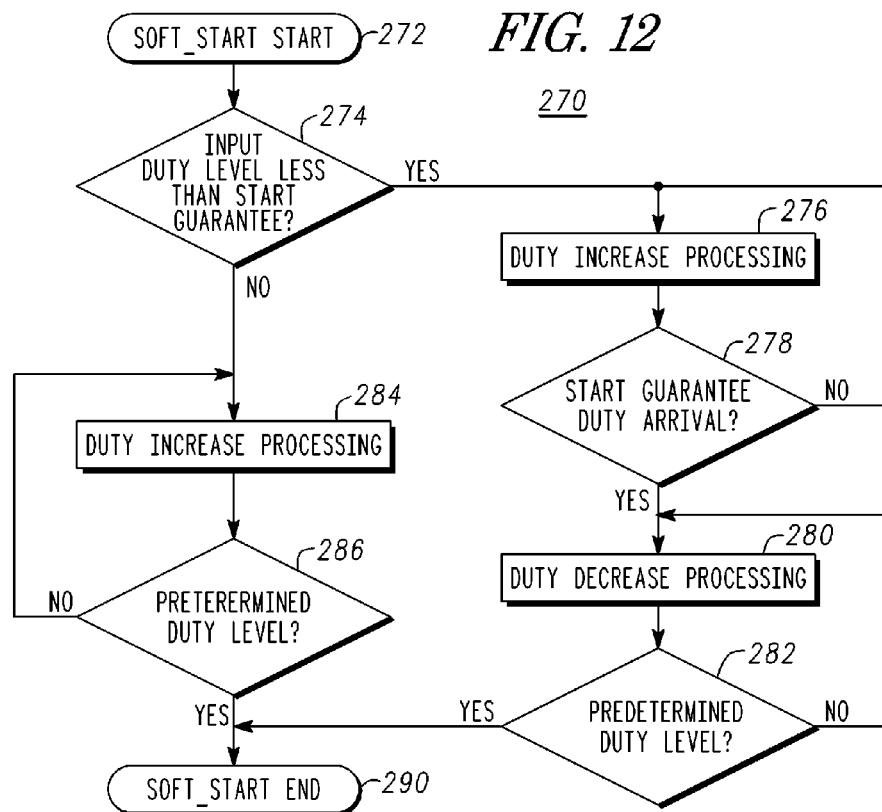 SOFT_START START
272
FIG. 12
270
274
INPUT
DUTY LEVEL LESS
THAN START
GUARANTEE?
YES
NO
276
DUTY INCREASE PROCESSING
278
START GUARANTEE
DUTY ARRIVAL?
NO
YES
284
DUTY INCREASE PROCESSING
286
PRETERERMINED
DUTY LEVEL?
NO
YES
280
DUTY DECREASE PROCESSING
282
PREDETERMINED
DUTY LEVEL?
YES
NO
SOFT_START END
290